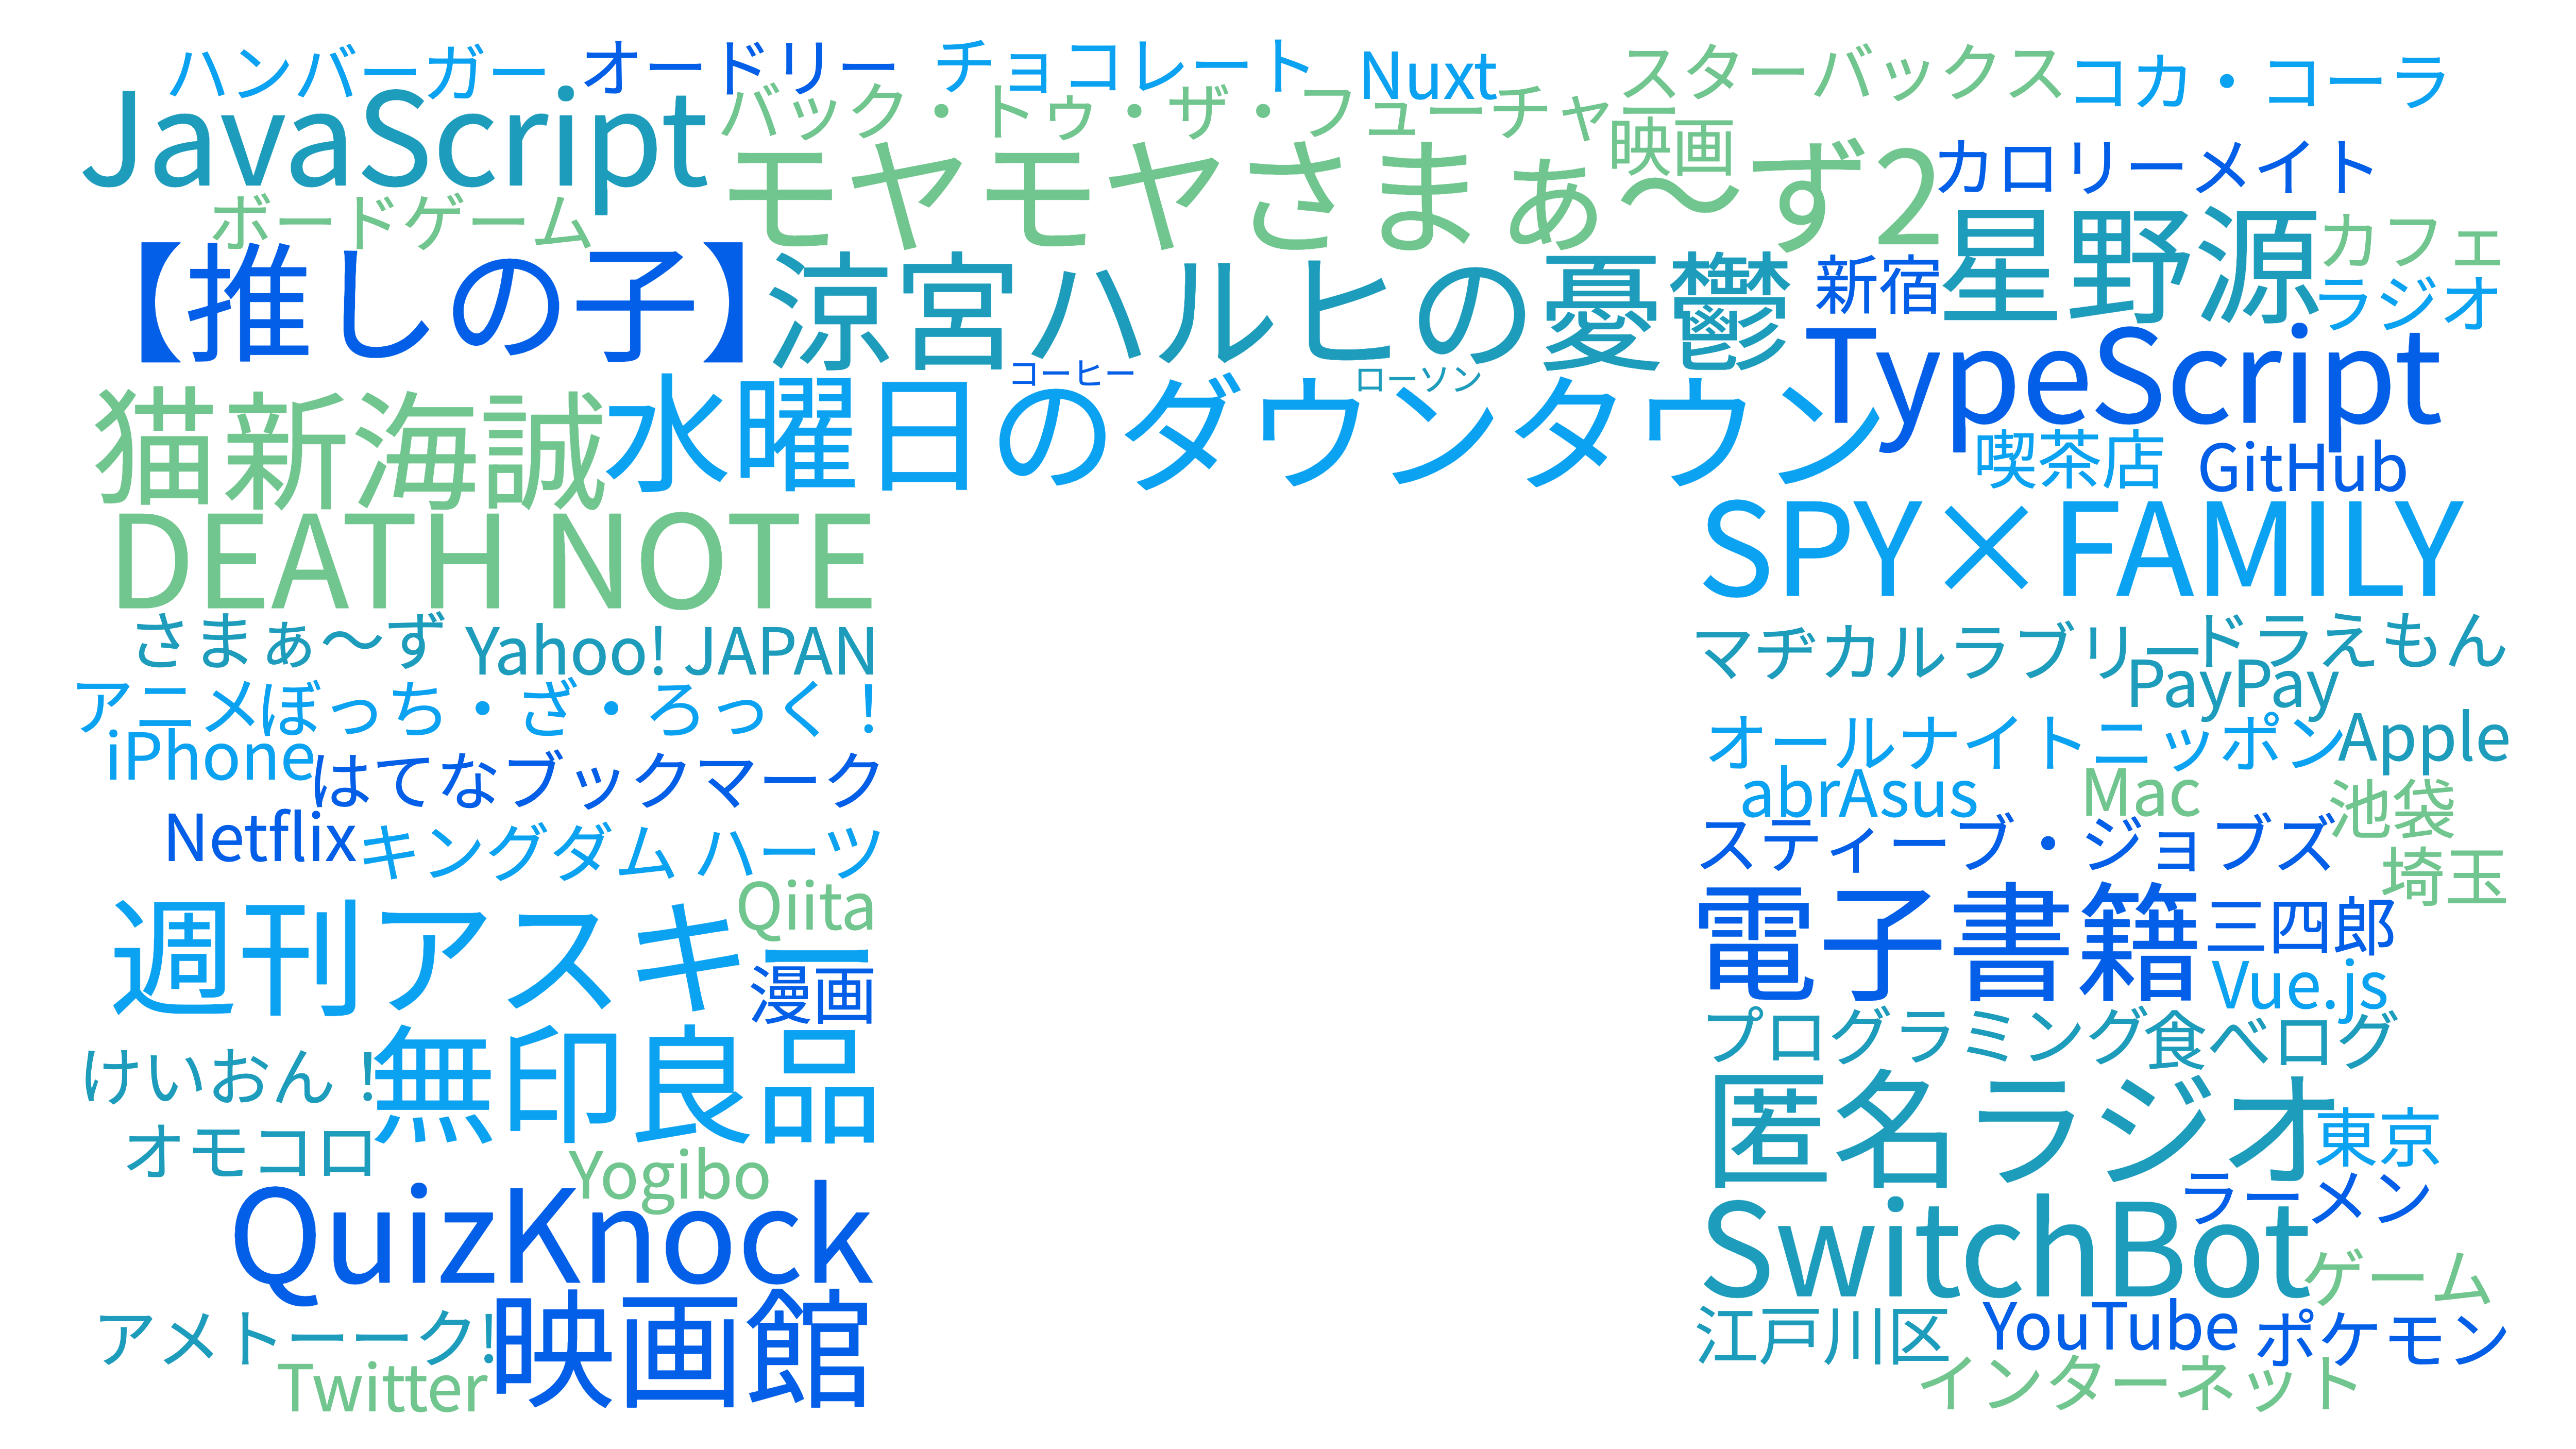 ハンバーガー
オードリー
チョコレート
Nuxt
スターバックス
コカ・コーラ
JavaScript
バック・トゥ・ザ・フューチャー
映画
カロリーメイト
モヤモヤさまぁ〜ず2
ボードゲーム
星野源
カフェ
【推しの子】
涼宮ハルヒの憂鬱
新宿
ラジオ
TypeScript
コーヒー
ローソン
猫
新海誠
水曜日のダウンタウン
喫茶店
GitHub
DEATH NOTE
SPY×FAMILY
さまぁ〜ず
Yahoo! JAPAN
マヂカルラブリー
ドラえもん
PayPay
アニメ
ぼっち・ざ・ろっく！
オールナイトニッポン
Apple
iPhone
はてなブックマーク
abrAsus
Mac
池袋
Netflix
キングダム ハーツ
スティーブ・ジョブズ
埼玉
Qiita
週刊アスキー
漫画
電子書籍
三四郎
Vue.js
プログラミング
食べログ
けいおん！
無印良品
匿名ラジオ
東京
オモコロ
Yogibo
ラーメン
QuizKnock
SwitchBot
ゲーム
アメトーーク!
映画館
江戸川区
YouTube
ポケモン
Twitter
インターネット